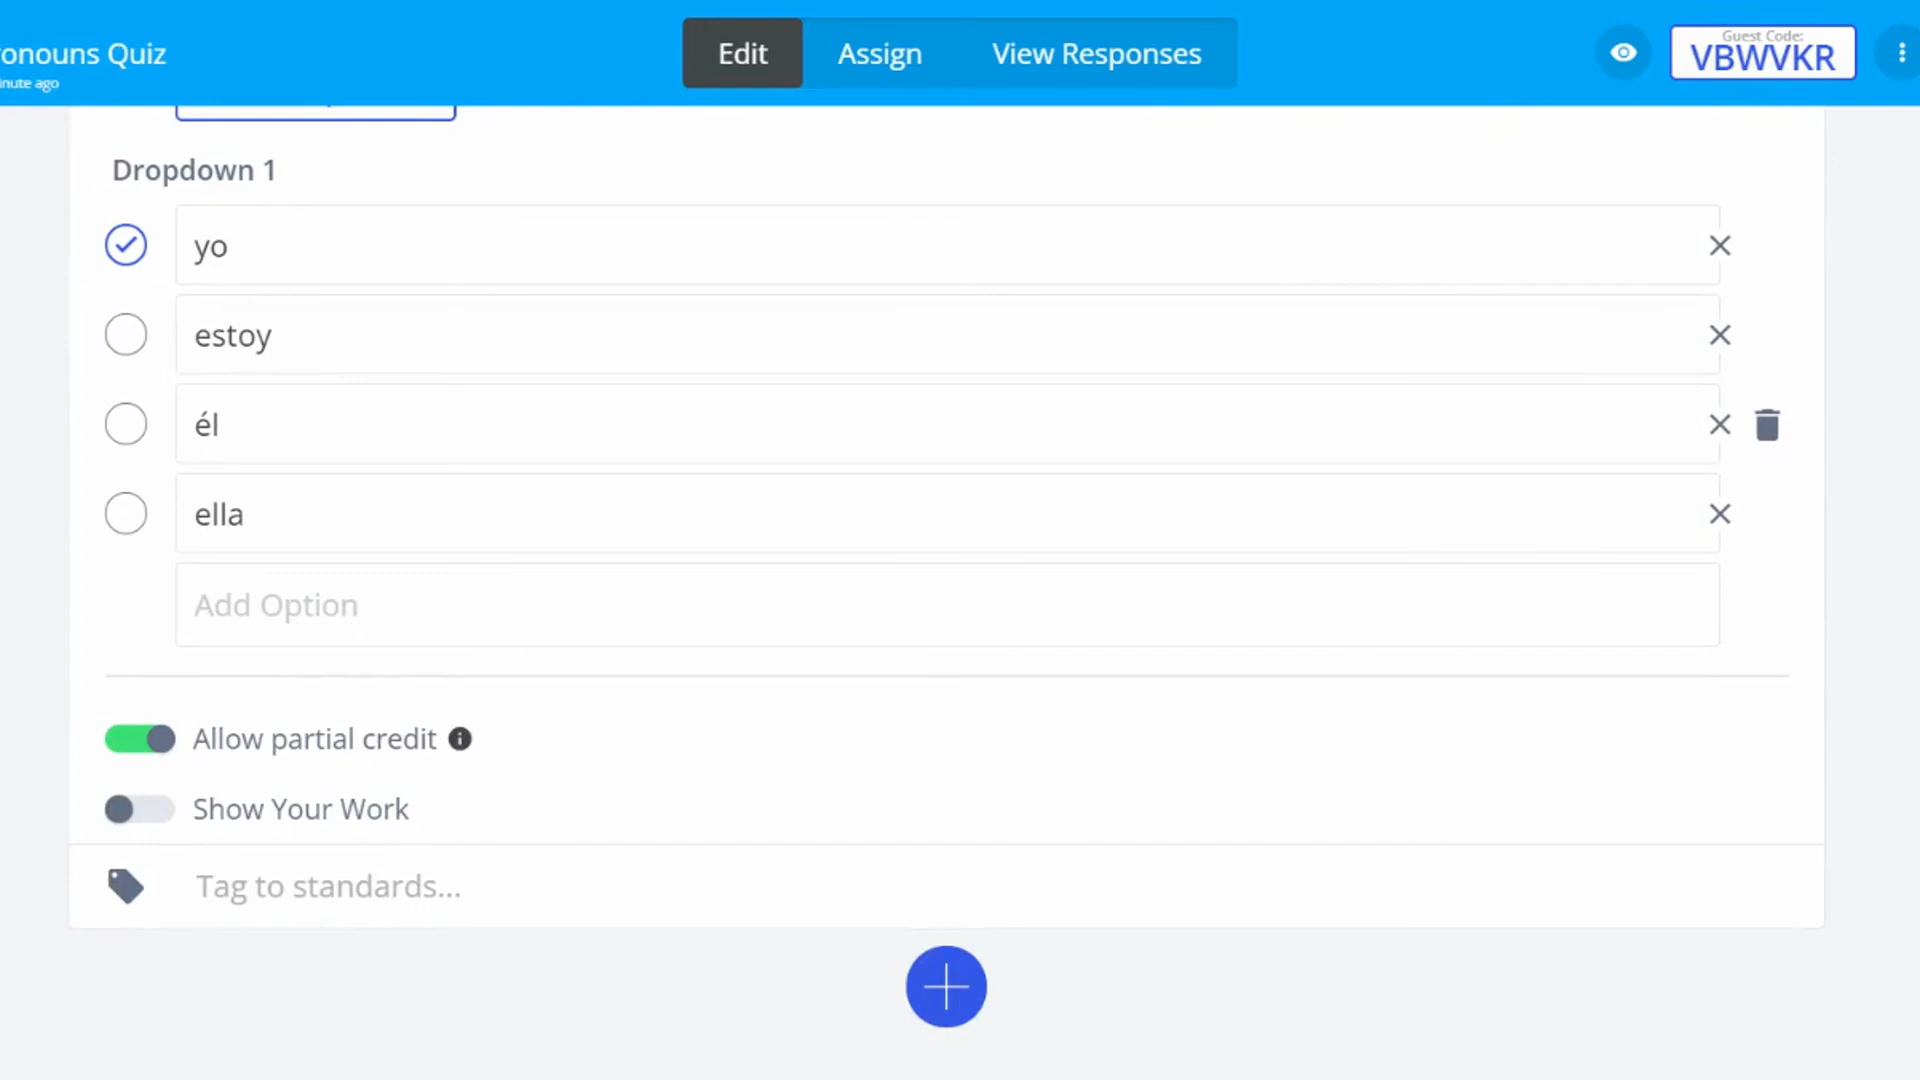 onouns Quiz
nute ago
Edit
Assign
View Responses
Guest Code:
VBWVKR
Dropdown 1
yo
estoy
él
ella
Add Option
Allow partial credit
Show Your Work
Tag to standards...